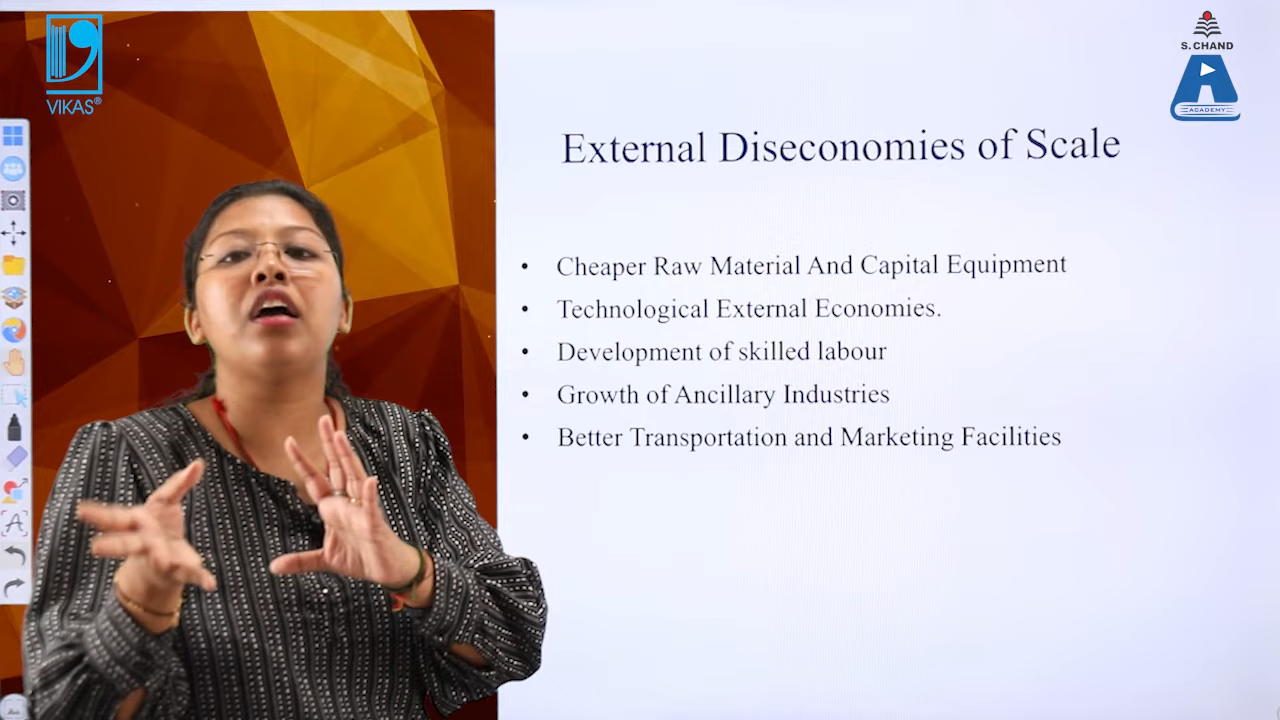 VIKAS®
S.CHAND
ACADEMY
External Diseconomies of Scale
• Cheaper Raw Material And Capital Equipment
• Technological External Economies.
• Development of skilled labour
• Growth of Ancillary Industries
• Better Transportation and Marketing Facilities